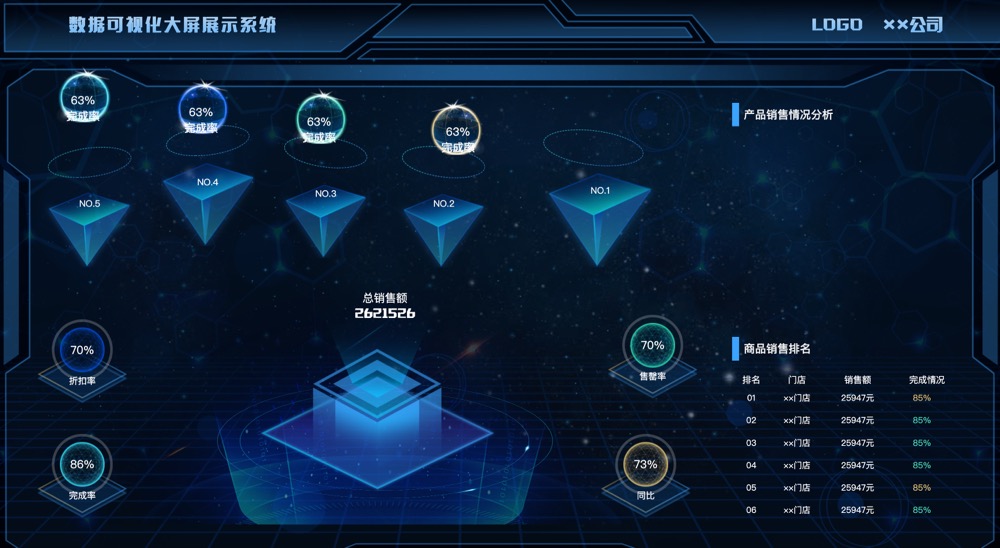 数据可视化大屏展示系统
LOGO ××公司
63%
完成率
63%
完成率
63%
完成率
63%
完成率
NO.5
NO.4
NO.3
NO.2
NO.1
总销售额
2621526
70%
折扣率
86%
完成率
70%
售罄率
73%
同比
产品销售情况分析
商品销售排名
排名 门店 销售额 完成情况
01 ××门店 25947元 85%
02 ××门店 25947元 85%
03 ××门店 25947元 85%
04 ××门店 25947元 85%
05 ××门店 25947元 85%
06 ××门店 25947元 85%